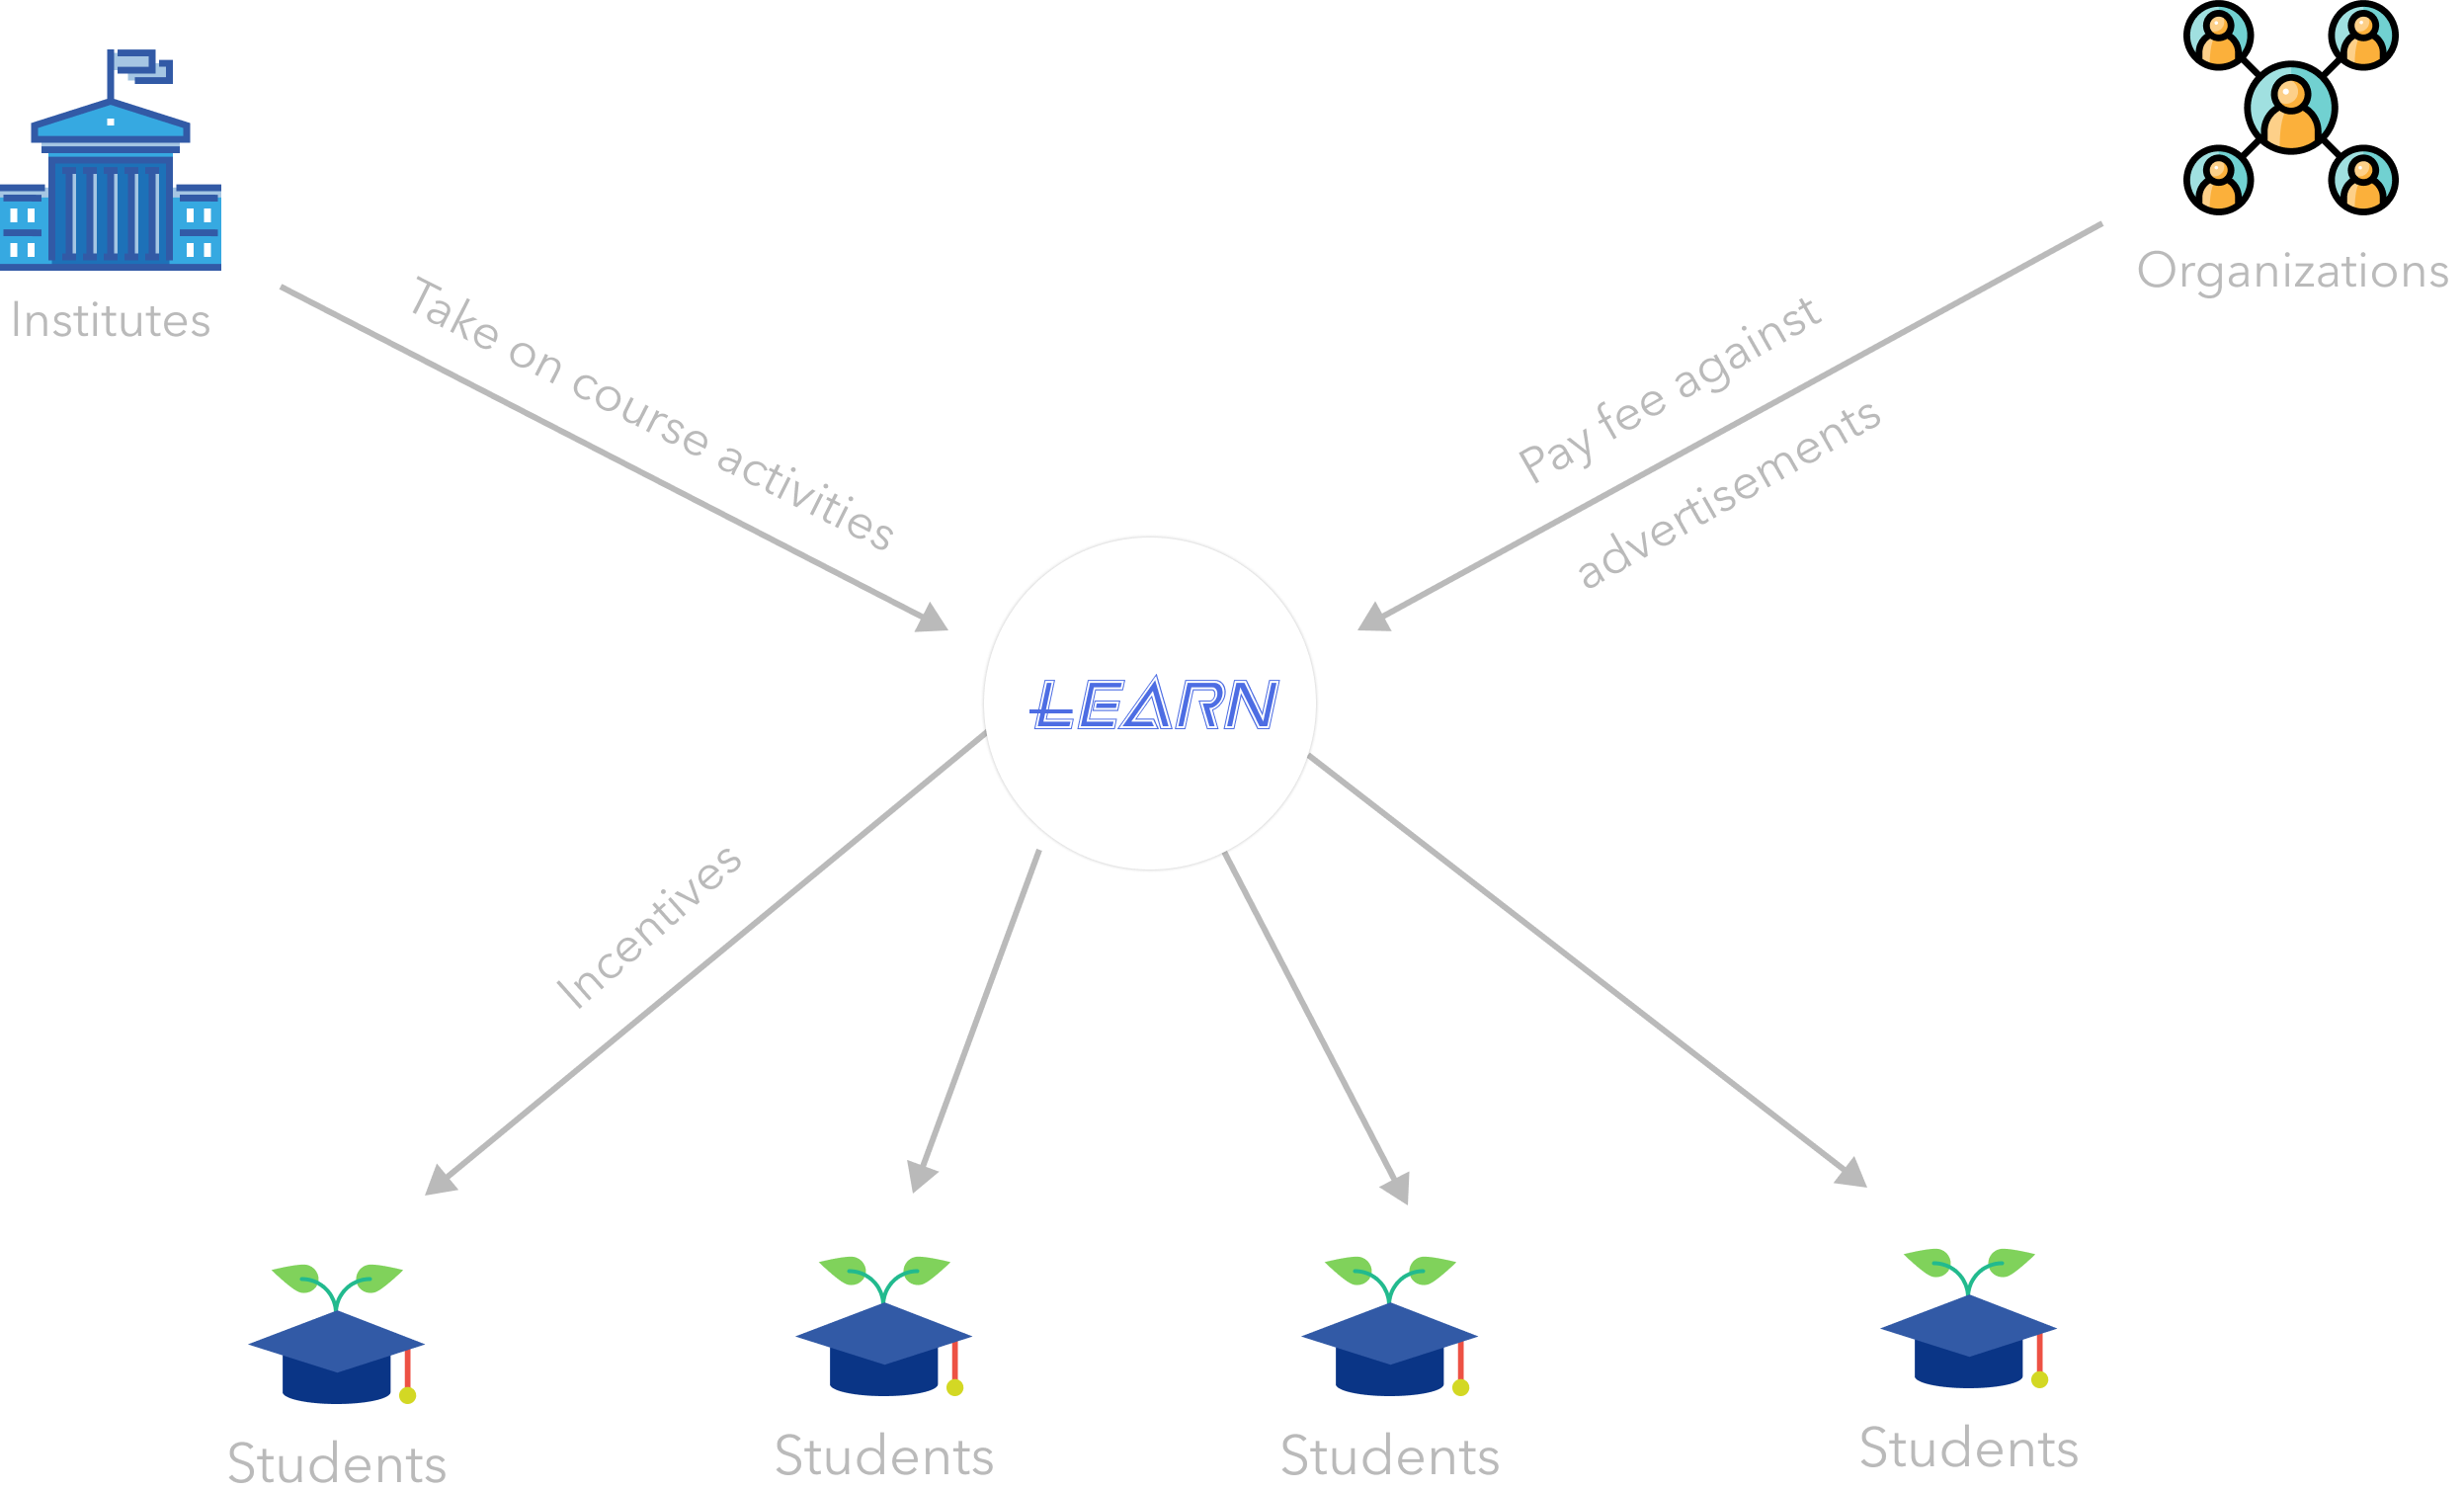 Institutes
Organizations
Take on course activities
Pay fee against
advertisements
LEARN
Incentives
Students
Students
Students
Students